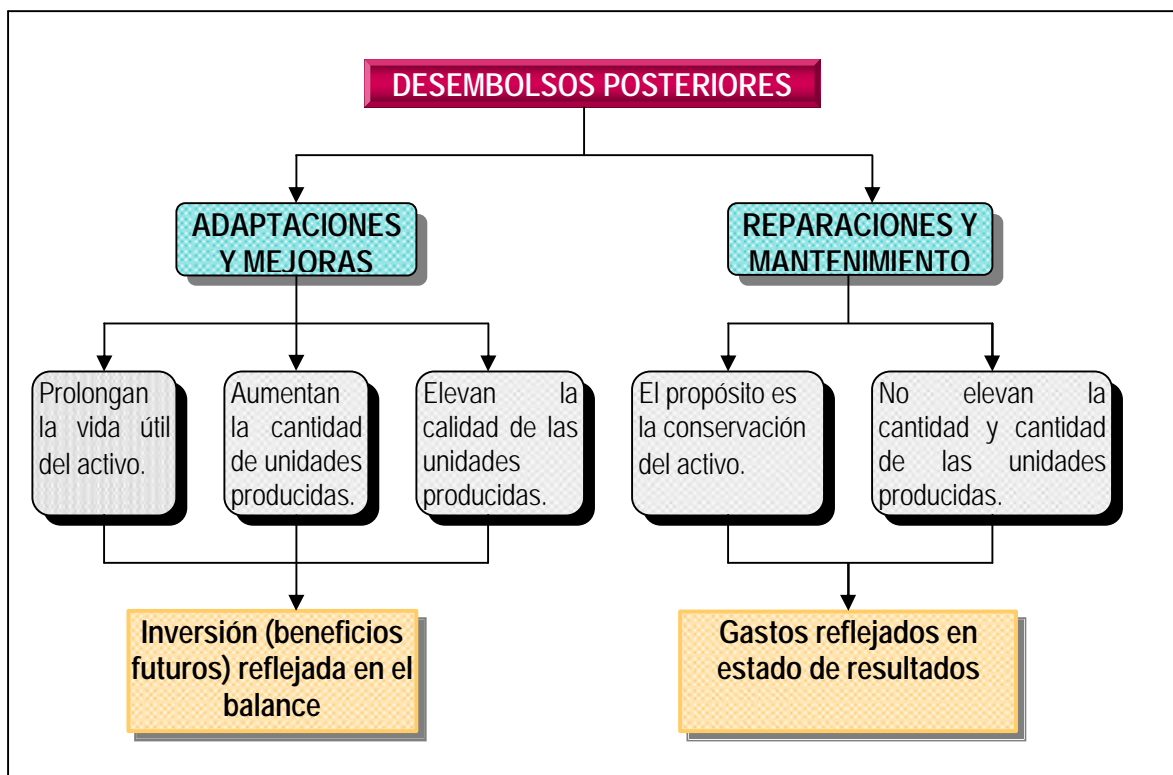 DESEMBOLSOS POSTERIORES
ADAPTACIONES
Y MEJORAS
REPARACIONES Y
MANTENIMIENTO
Prolongan
la vida útil
del activo.
Aumentan
la cantidad
de unidades
producidas.
Elevan la
calidad de las
unidades
producidas.
El propósito es
la conservación
del activo.
No elevan la
cantidad y cantidad
de las unidades
producidas.
Inversión (beneficios
futuros) reflejada en el
balance
Gastos reflejados en
estado de resultados